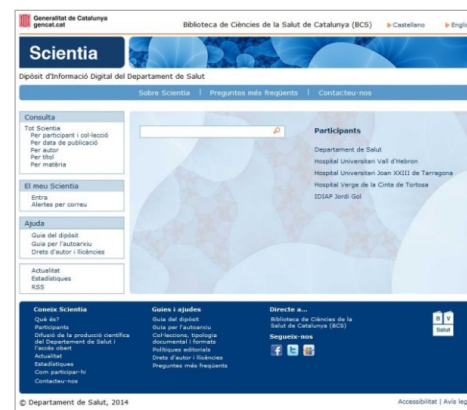 Generalitat de Catalunya
gencat.cat
Biblioteca de Ciències de la Salut de Catalunya (BCS)
Castellano
Englis
Scientia
Dipòsit d'Informació Digital del Departament de Salut
Sobre Scientia | Preguntes més freqüents | Contacteu-nos
Consulta
Tot Scientia
Per participant i col·lecció
Per data de publicació
Per autor
Per títol
Per matèria
El meu Scientia
Entra
Alertes per correu
Ajuda
Guia del dipòsit
Guia per l'autoarxiu
Drets d'autor i llicències
Actualitat
Estadístiques
RSS
Participants
Departament de Salut
Hospital Universitari Vall d'Hebron
Hospital Universitari Joan XXIII de Tarragona
Hospital Verge de la Cinta de Tortosa
IDIAP Jordi Gol
Coneix Scientia
Què és?
Participants
Difusió de la producció científica
del Departament de Salut i
l'accés obert
Actualitat
Estadístiques
Com participar-hi
Contacteu-nos
Guies i ajudes
Guia del dipòsit
Guia per l'autoarxiu
Col·leccions, tipologia
documental i formats
Polítiques editorials
Drets d'autor i llicències
Preguntes més freqüents
Directe a...
Biblioteca de Ciències de la
Salut de Catalunya (BCS)
Segueix-nos
B V
Salut
© Departament de Salut, 2014
Accessibilitat | Avís leg